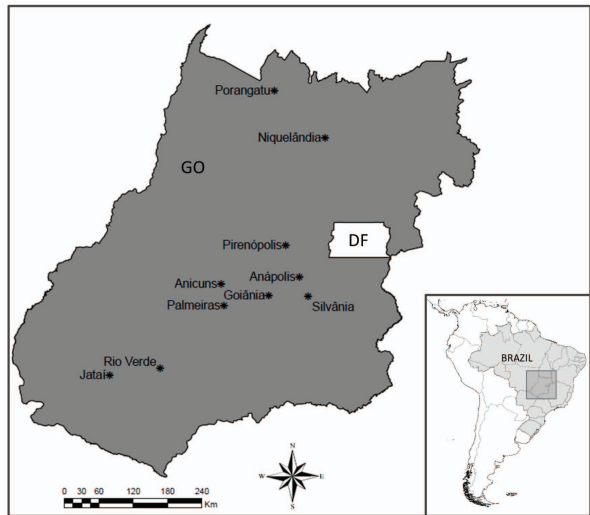 Porangatu
Niquelândia
GO
DF
Pirenópolis
Anápolis
Anicuns
Goiânia
Silvânia
Palmeiras
Rio Verde
Jataí
BRAZIL
N
W E
S
0 30 60 120 180 240
Km